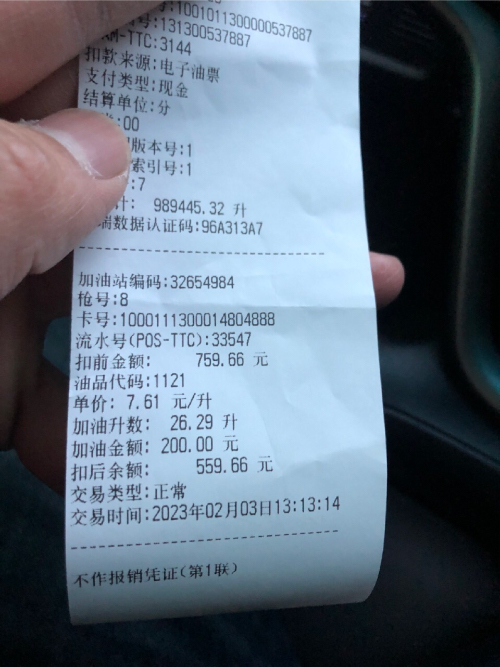 :1001011300000537887
号:131300537887
-TTC:3144
扣款来源:电子油票
支付类型:现金
结算单位:分
:00
版本号:1
索引号:1
:7
计: 989445.32 升
端数据认证码:96A313A7
加油站编码:32654984
枪号:8
卡号:1000111300014804888
流水号(POS-TTC):33547
扣前金额: 759.66 元
油品代码:1121
单价: 7.61 元/升
加油升数: 26.29 升
加油金额: 200.00 元
扣后余额: 559.66 元
交易类型:正常
交易时间:2023年02月03日13:13:14
不作报销凭证(第1联)